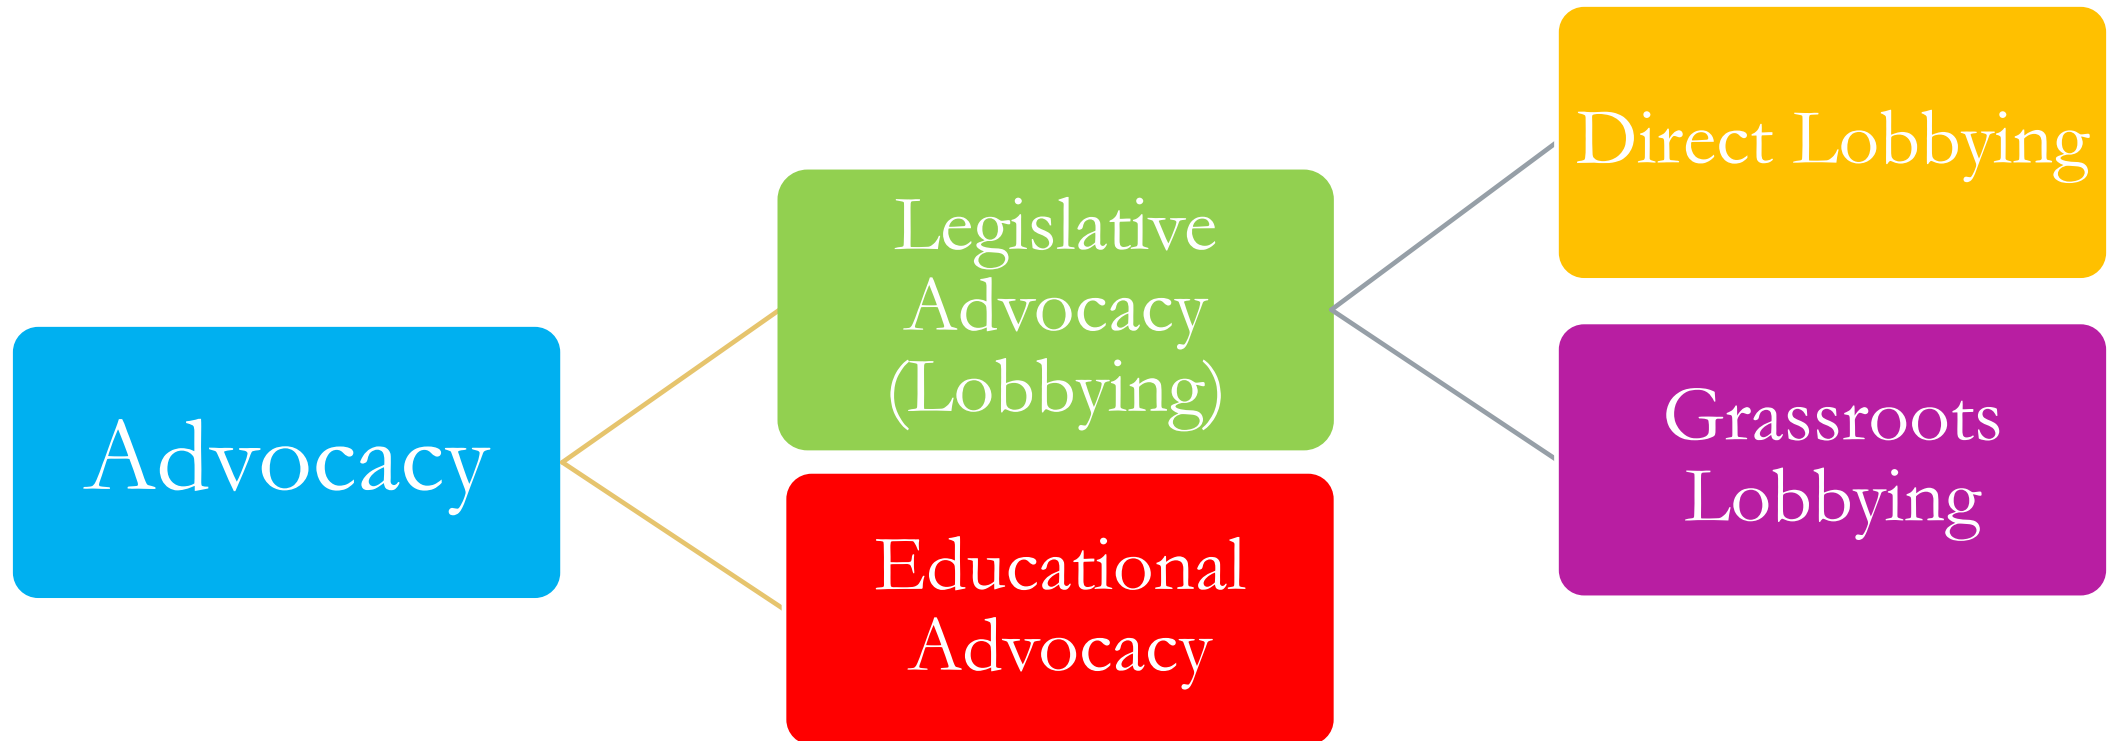 Advocacy
Legislative
Advocacy
(Lobbying)
Educational
Advocacy
Direct Lobbying
Grassroots
Lobbying